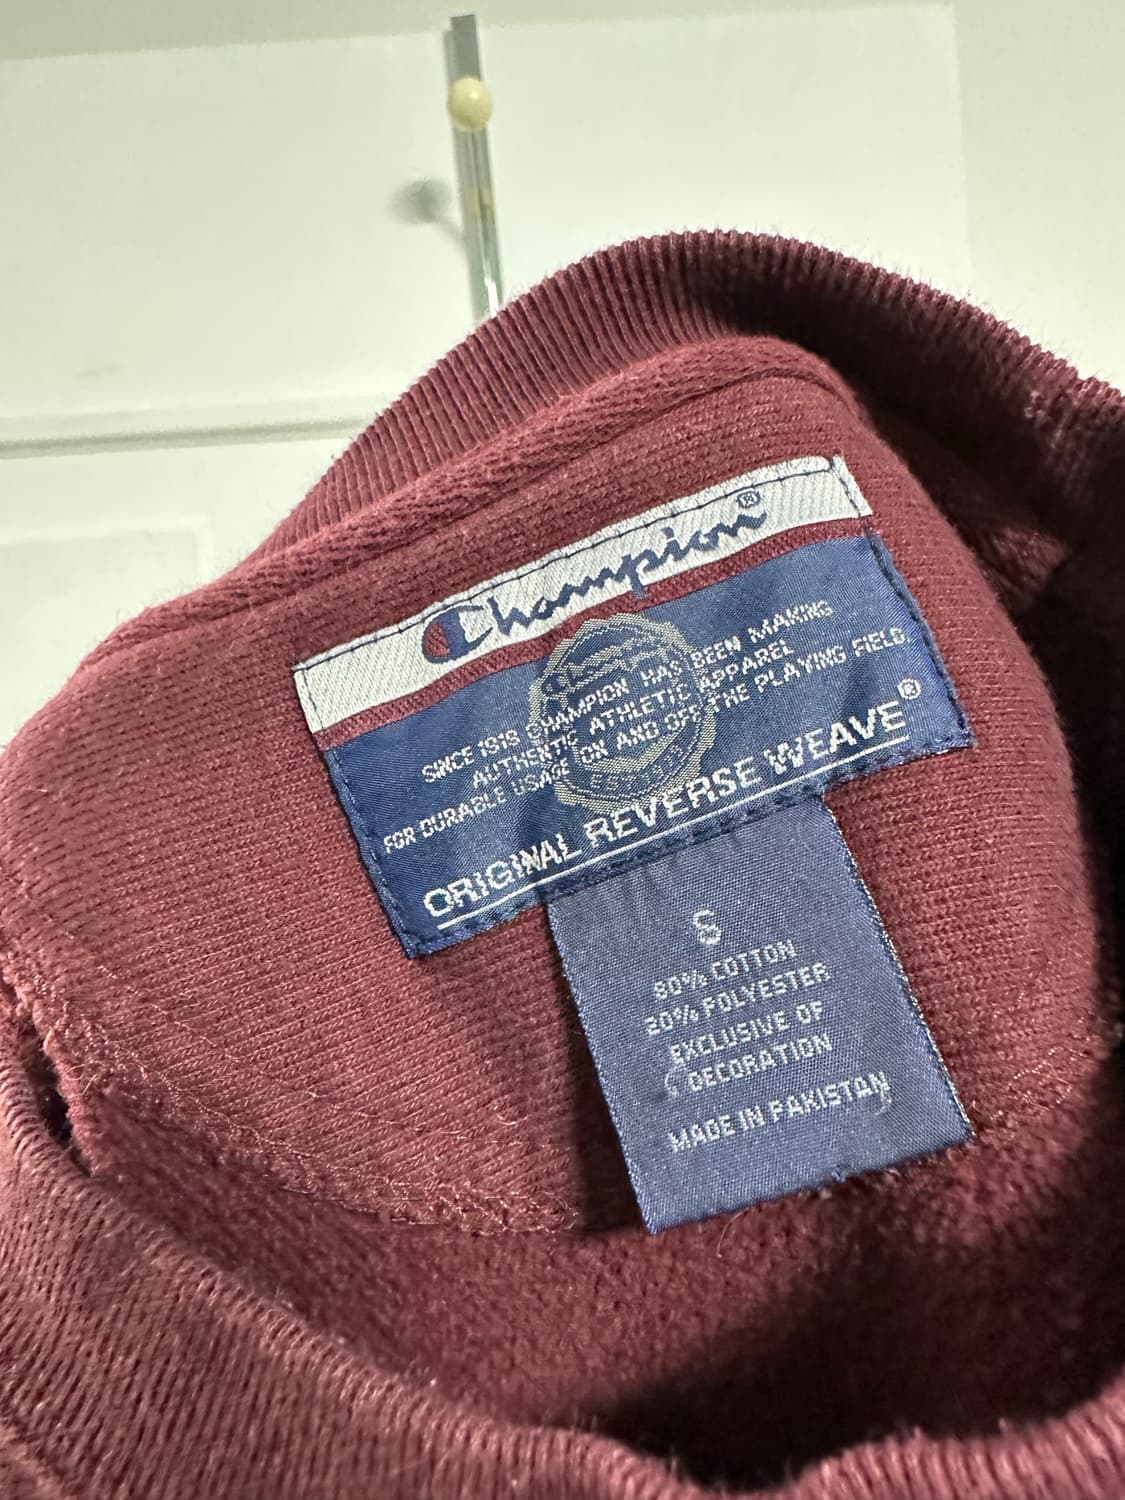 Champion®
SINCE 1919 CHAMPION HAS BEEN MAKING
AUTHENTIC ATHLETIC APPAREL
FOR DURABLE USAGE ON AND OFF THE PLAYING FIELD.
ORIGINAL REVERSE WEAVE®
S
80% COTTON
20% POLYESTER
EXCLUSIVE OF
DECORATION
MADE IN PAKISTAN